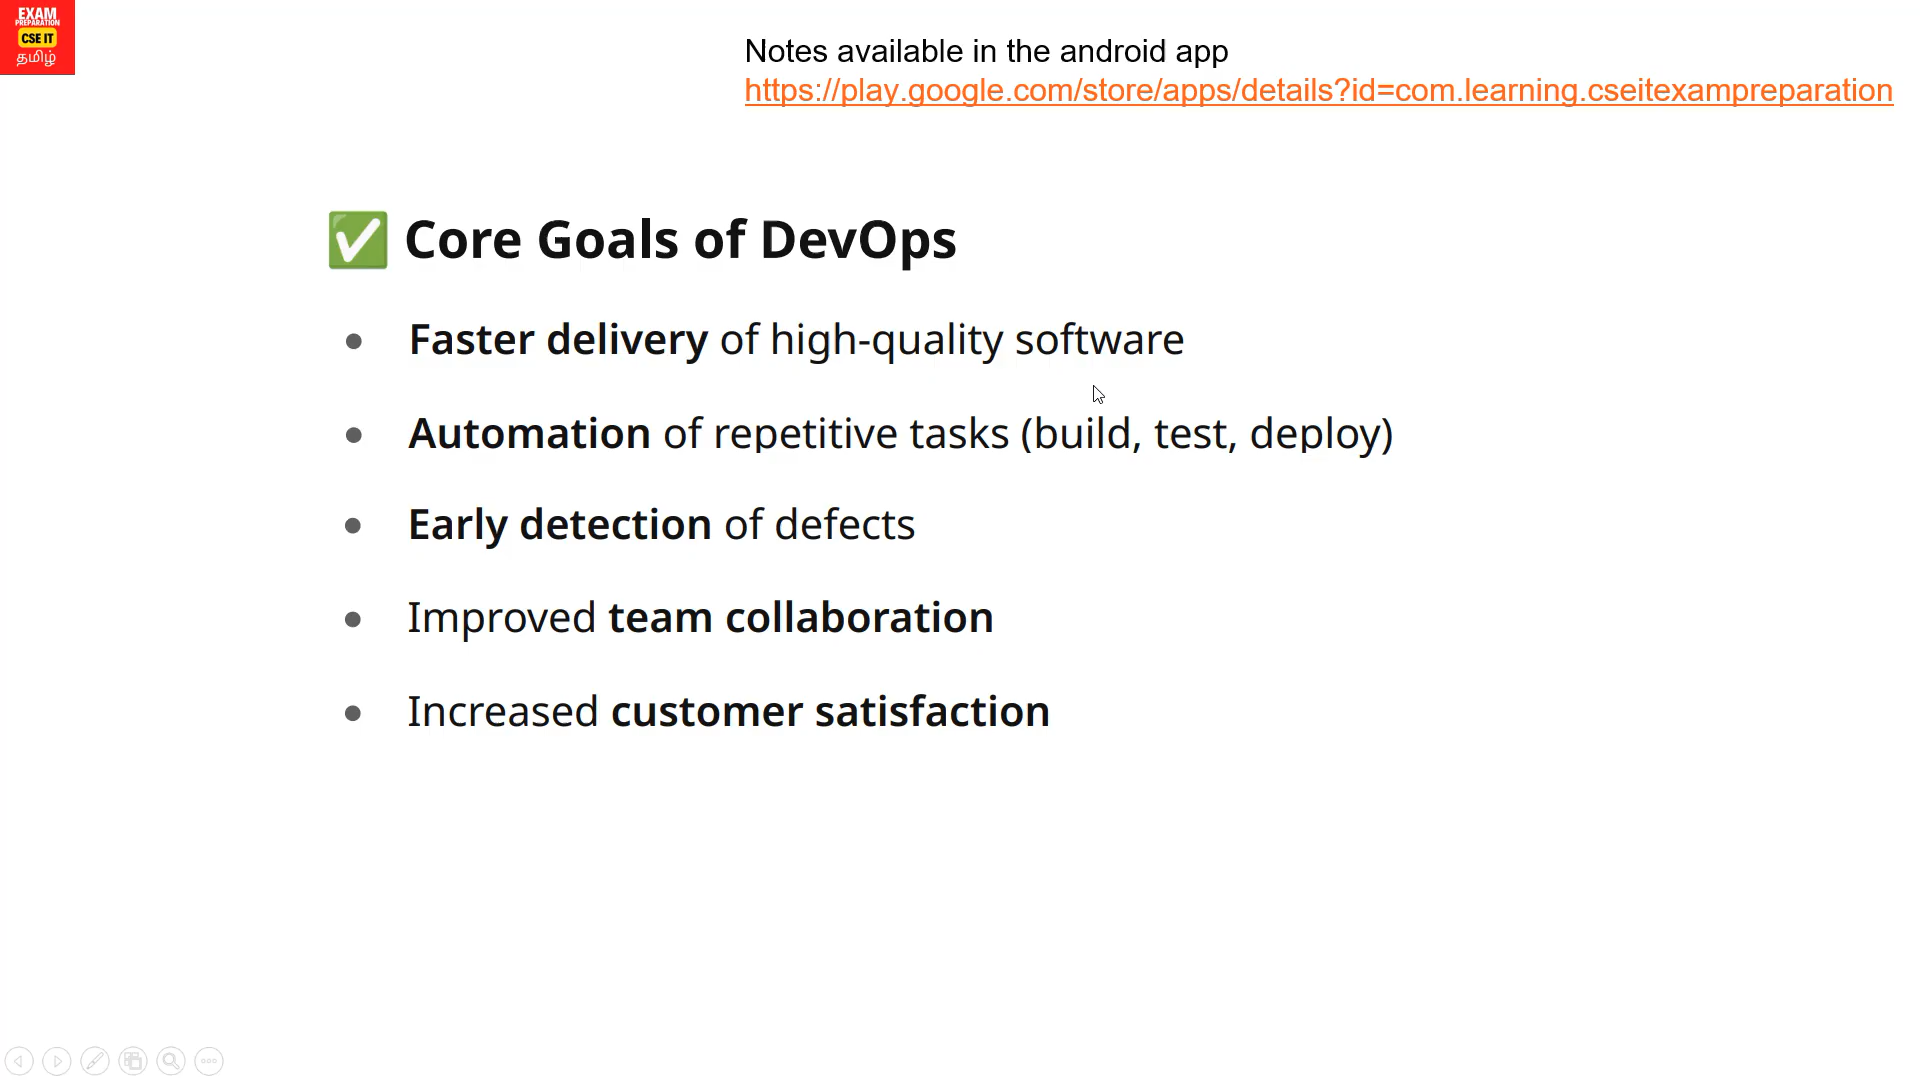 EXAM
PREPARATION
CSE IT
தமிழ்
Notes available in the android app
https://play.google.com/store/apps/details?id=com.learning.cseitexampreparation
✅ Core Goals of DevOps
● Faster delivery of high-quality software
● Automation of repetitive tasks (build, test, deploy)
● Early detection of defects
● Improved team collaboration
● Increased customer satisfaction